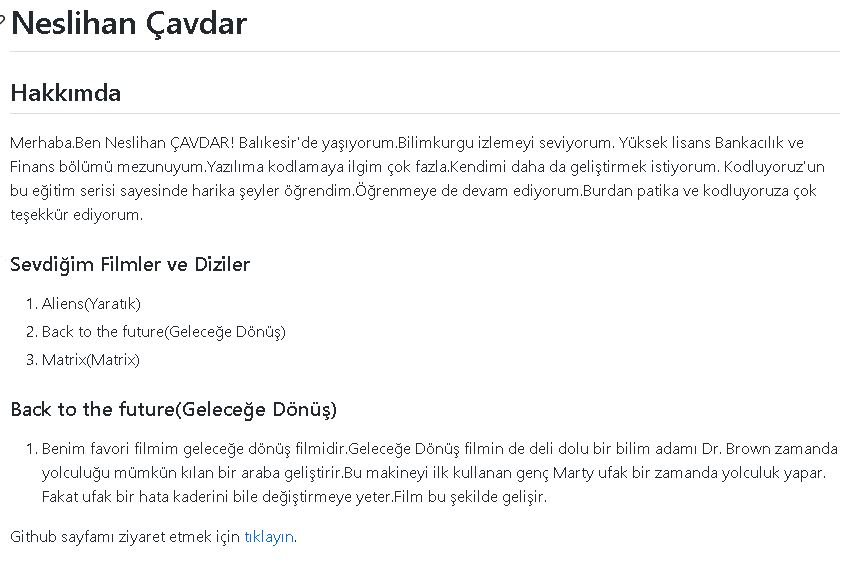 Neslihan Çavdar
Hakkımda
Merhaba.Ben Neslihan ÇAVDAR! Balıkesir'de yaşıyorum.Bilimkurgu izlemeyi seviyorum. Yüksek lisans Bankacılık ve
Finans bölümü mezunuyum.Yazılıma kodlamaya ilgim çok fazla.Kendimi daha da geliştirmek istiyorum. Kodluyoruz'un
bu eğitim serisi sayesinde harika şeyler öğrendim.Öğrenmeye de devam ediyorum.Burdan patika ve kodluyoruza çok
teşekkür ediyorum.
Sevdiğim Filmler ve Diziler
1. Aliens(Yaratık)
2. Back to the future(Geleceğe Dönüş)
3. Matrix(Matrix)
Back to the future(Geleceğe Dönüş)
1. Benim favori filmim geleceğe dönüş filmidir.Geleceğe Dönüş filmin de deli dolu bir bilim adamı Dr. Brown zamanda
yolculuğu mümkün kılan bir araba geliştirir.Bu makineyi ilk kullanan genç Marty ufak bir zamanda yolculuk yapar.
Fakat ufak bir hata kaderini bile değiştirmeye yeter.Film bu şekilde gelişir.
Github sayfamı ziyaret etmek için tıklayın.